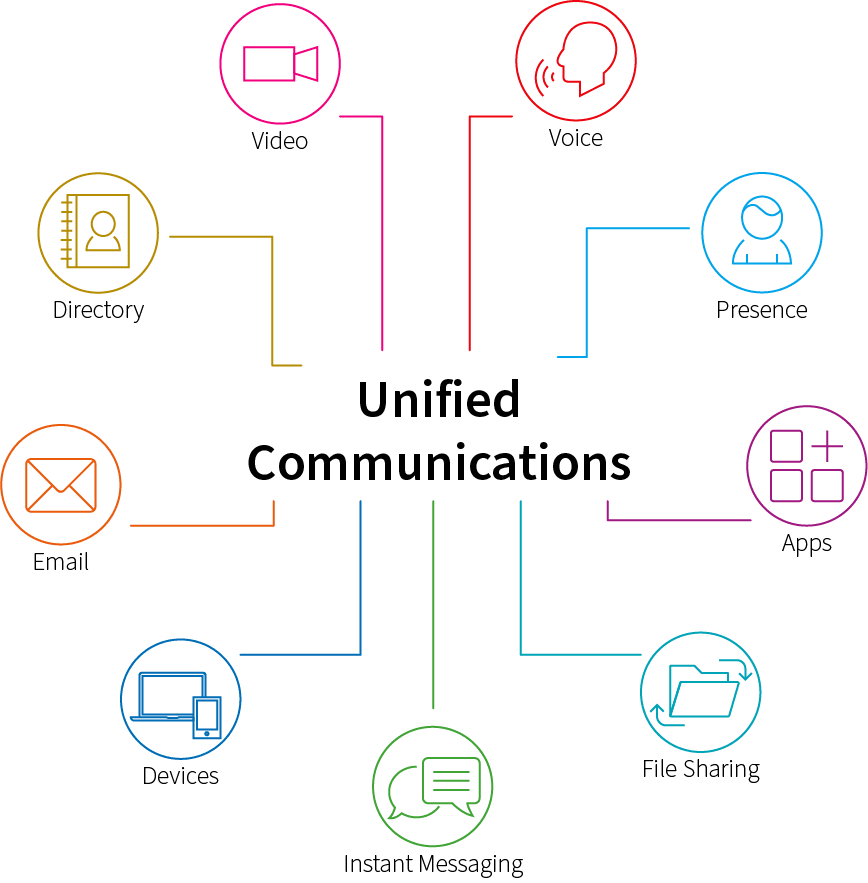 Video
Voice
Directory
Presence
Unified
Communications
Email
Apps
Devices
File Sharing
Instant Messaging